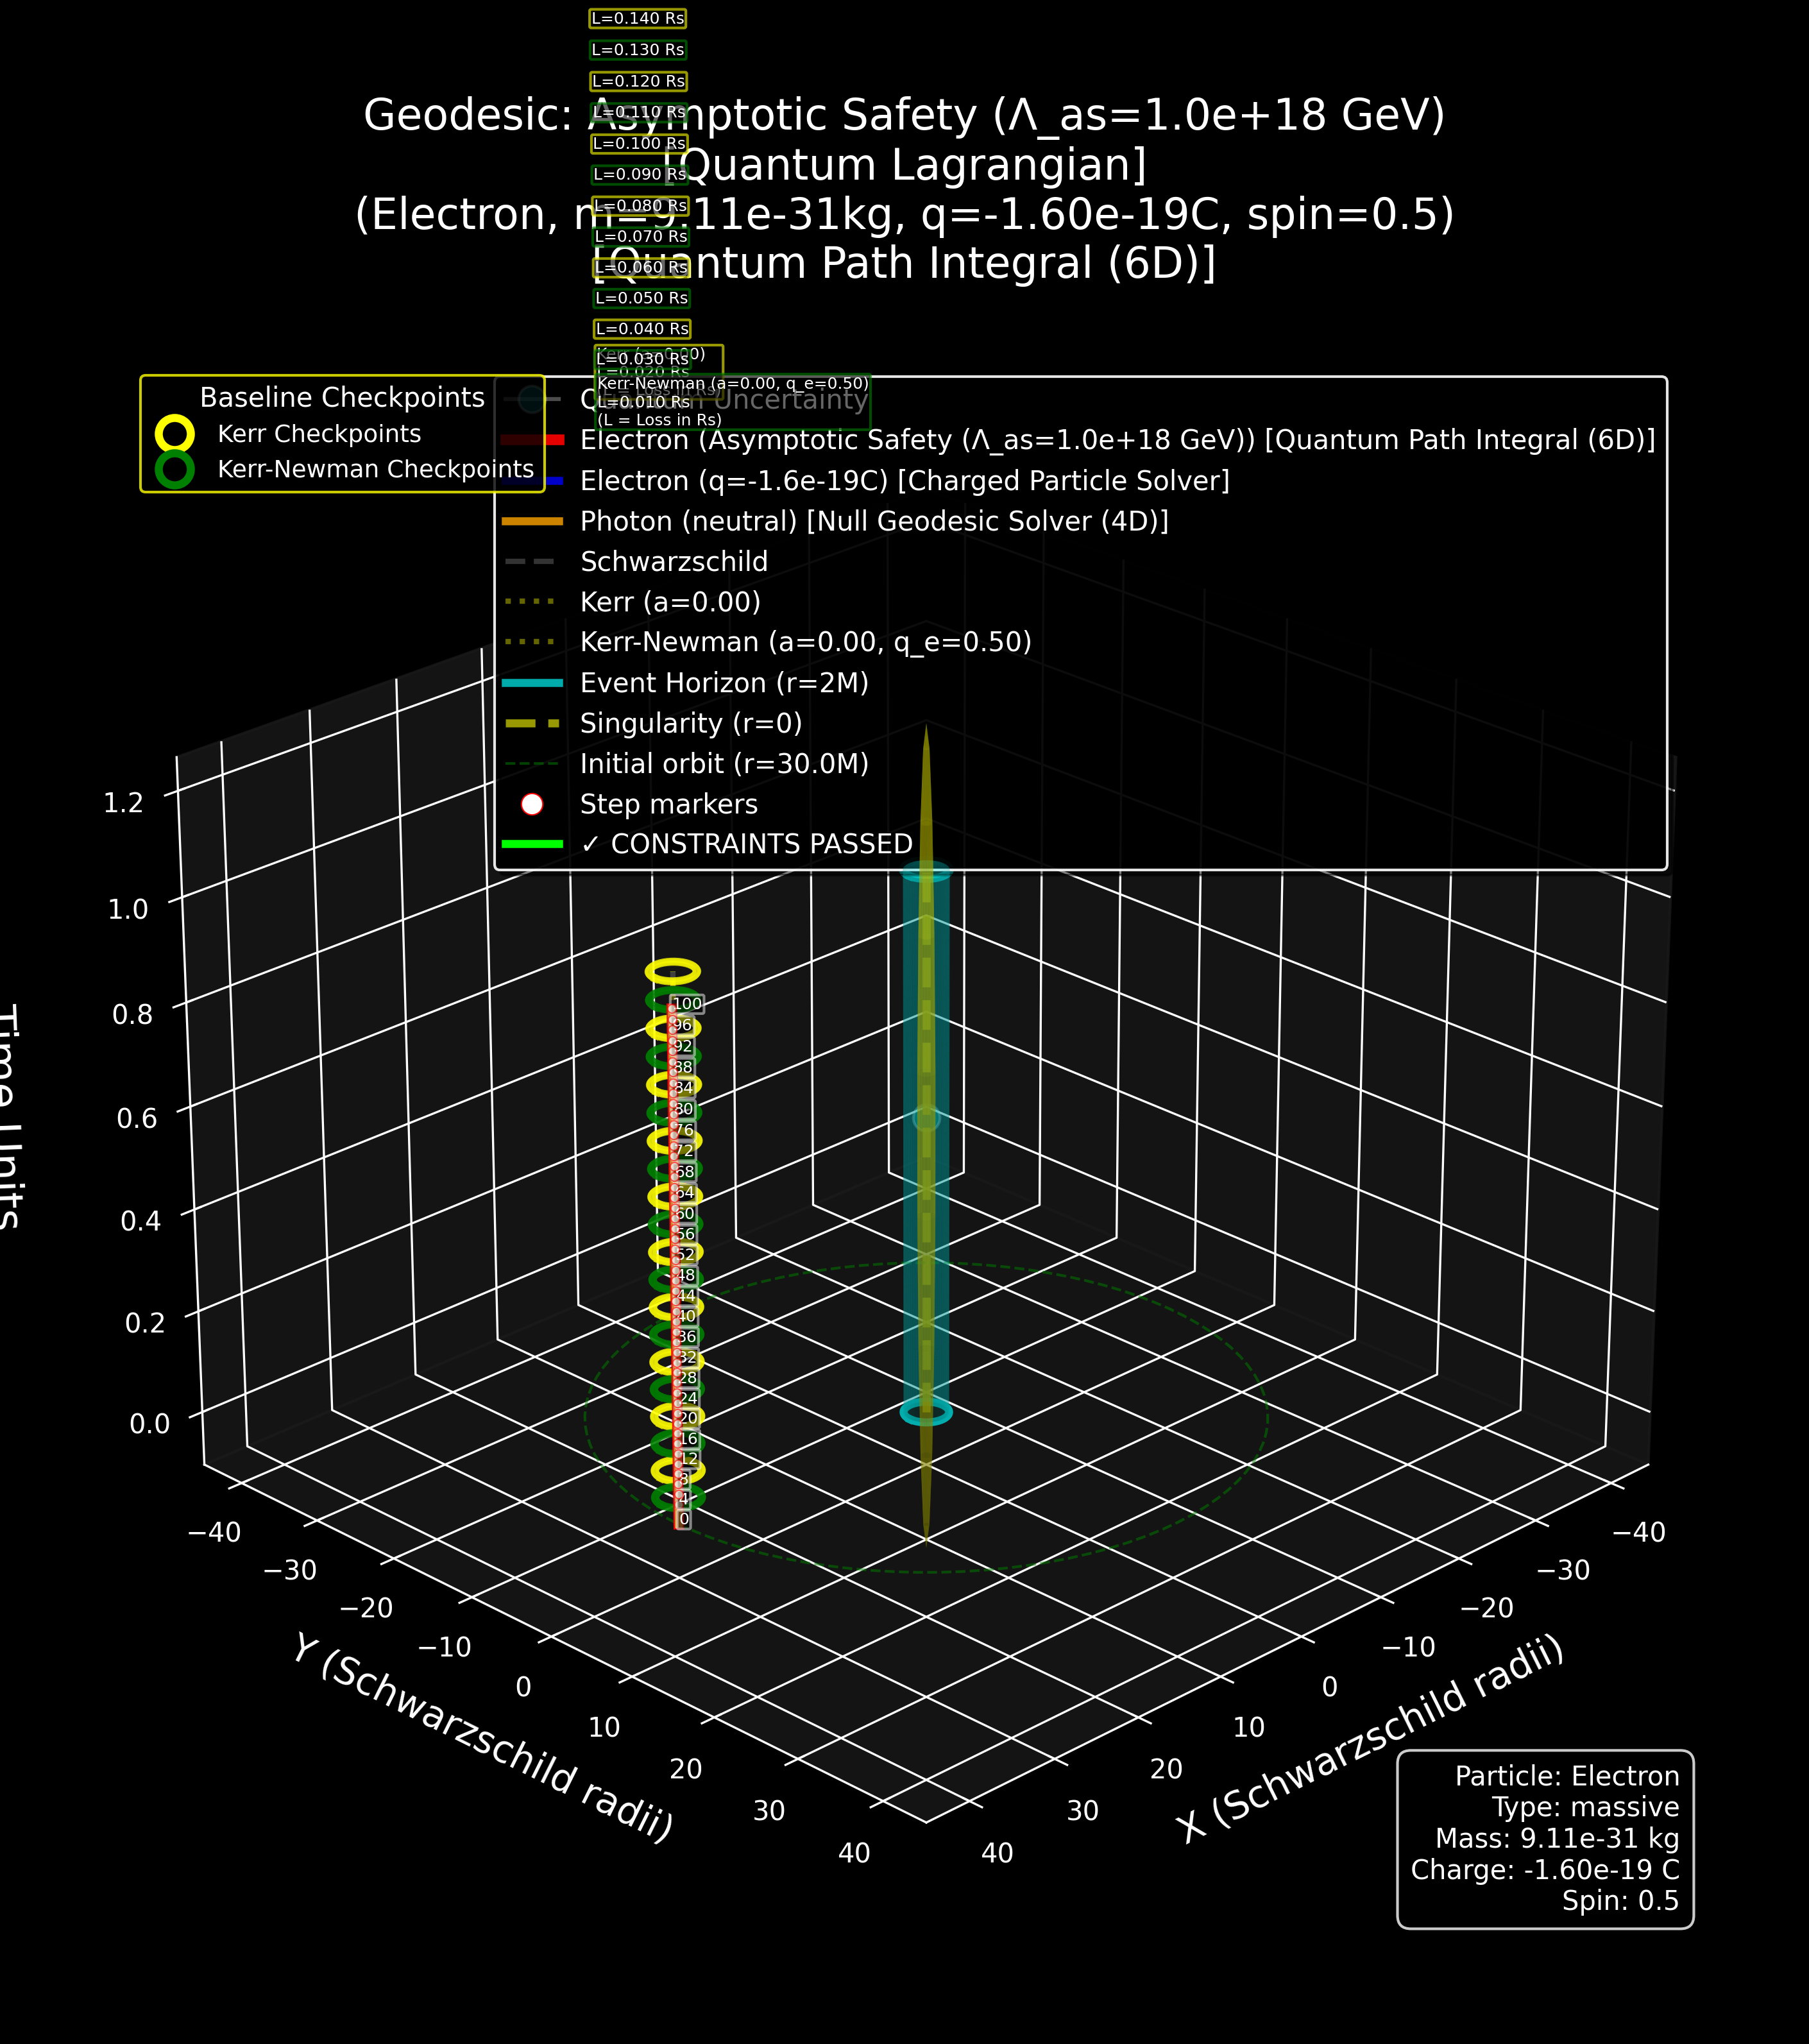 L=0.140 Rs
L=0.130 Rs
L=0.120 Rs
L=0.110 Rs
L=0.100 Rs
L=0.090 Rs
L=0.080 Rs
L=0.070 Rs
L=0.060 Rs
L=0.050 Rs
L=0.040 Rs
L=0.030 Rs
L=0.020 Rs
L=0.010 Rs
Geodesic: Asymptotic Safety (Λ_as=1.0e+18 GeV)
[Quantum Lagrangian]
(Electron, m=9.11e-31kg, q=-1.60e-19C, spin=0.5)
[Quantum Path Integral (6D)]
Kerr (a=0.00)
(L = Loss in Rs)
Kerr-Newman (a=0.00, q_e=0.50)
(L = Loss in Rs)
Baseline Checkpoints
Kerr Checkpoints
Kerr-Newman Checkpoints
Quantum Uncertainty
Electron (Asymptotic Safety (Λ_as=1.0e+18 GeV)) [Quantum Path Integral (6D)]
Electron (q=-1.6e-19C) [Charged Particle Solver]
Photon (neutral) [Null Geodesic Solver (4D)]
Schwarzschild
Kerr (a=0.00)
Kerr-Newman (a=0.00, q_e=0.50)
Event Horizon (r=2M)
Singularity (r=0)
Initial orbit (r=30.0M)
Step markers
✓ CONSTRAINTS PASSED
1.2
1.0
0.8
0.6
0.4
0.2
0.0
Time Units
100
96
92
88
84
80
76
72
68
64
60
56
52
48
44
40
36
32
28
24
20
16
12
8
4
0
−40
−30
−20
−10
0
10
20
30
40
Y (Schwarzschild radii)
−40
−30
−20
−10
0
10
20
30
40
X (Schwarzschild radii)
Particle: Electron
Type: massive
Mass: 9.11e-31 kg
Charge: -1.60e-19 C
Spin: 0.5